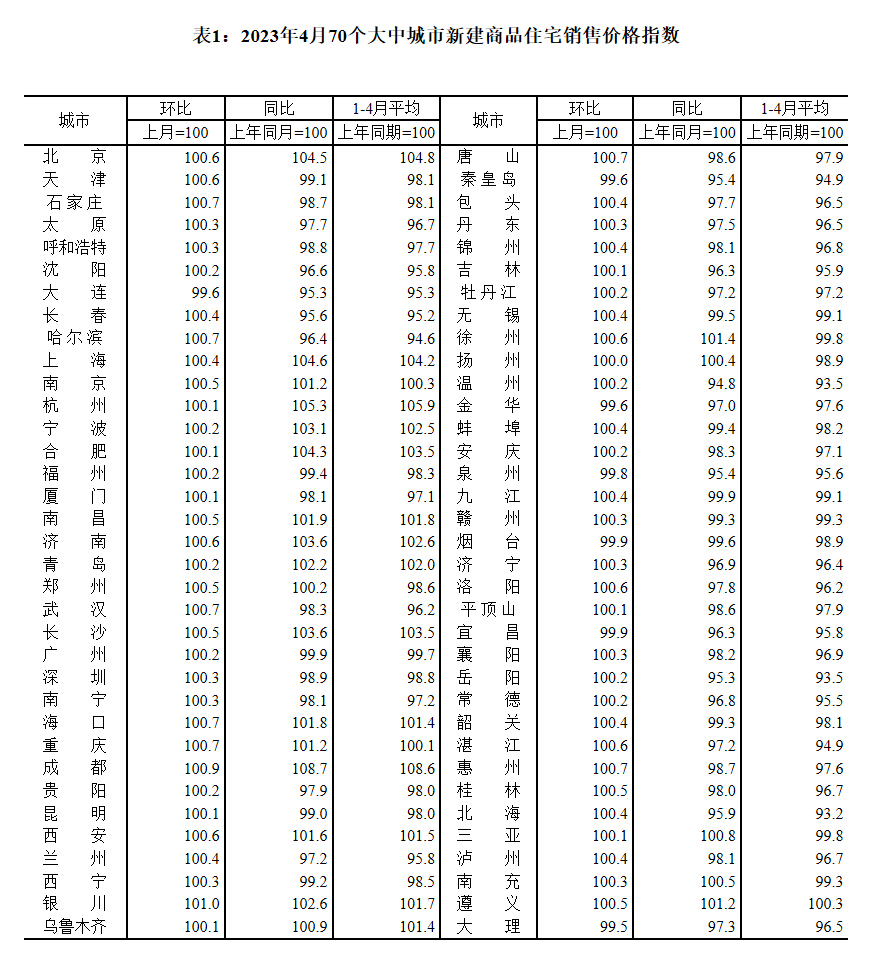 表1：2023年4月70个大中城市新建商品住宅销售价格指数
城市 环比 同比 1-4月平均 城市 环比 同比 1-4月平均
上月=100 上年同月=100 上年同期=100 上月=100 上年同月=100 上年同期=100
北京 100.6 104.5 104.8 唐山 100.7 98.6 97.9
天津 100.6 99.1 98.1 秦皇岛 99.6 95.4 94.9
石家庄 100.7 98.7 98.1 包头 100.4 97.7 96.5
太原 100.3 97.7 96.7 丹东 100.3 97.5 96.5
呼和浩特 100.3 98.8 97.7 锦州 100.4 98.1 96.8
沈阳 100.2 96.6 95.8 吉林 100.1 96.3 95.9
大连 99.6 95.3 95.3 牡丹江 100.2 97.2 97.2
长春 100.4 95.6 95.2 无锡 100.4 99.5 99.1
哈尔滨 100.7 96.4 94.6 徐州 100.6 101.4 99.8
上海 100.4 104.6 104.2 扬州 100.0 100.4 98.9
南京 100.5 101.2 100.3 温州 100.2 94.8 93.5
杭州 100.1 105.3 105.9 金华 99.6 97.0 97.6
宁波 100.2 103.1 102.5 蚌埠 100.4 99.4 98.2
合肥 100.1 104.3 103.5 安庆 100.2 98.3 97.1
福州 100.2 99.4 98.3 泉州 99.8 95.4 95.6
厦门 100.1 98.1 97.1 九江 100.4 99.9 99.1
南昌 100.5 101.9 101.8 赣州 100.3 99.3 99.3
济南 100.6 103.6 102.6 烟台 99.9 99.6 98.9
青岛 100.2 102.2 102.0 济宁 100.3 96.9 96.4
郑州 100.5 100.2 98.6 洛阳 100.6 97.8 96.2
武汉 100.7 98.3 96.2 平顶山 100.1 98.6 97.9
长沙 100.5 103.6 103.5 宜昌 99.9 96.3 95.8
广州 100.2 99.9 99.7 襄阳 100.3 98.2 96.9
深圳 100.3 98.9 98.8 岳阳 100.2 95.3 93.5
南宁 100.3 98.1 97.2 常德 100.2 96.8 95.5
海口 100.7 101.8 101.4 韶关 100.4 99.3 98.1
重庆 100.7 101.2 100.1 湛江 100.6 97.2 94.9
成都 100.9 108.7 108.6 惠州 100.7 98.7 97.6
贵阳 100.2 97.9 98.0 桂林 100.5 98.0 96.7
昆明 100.1 99.0 98.0 北海 100.4 95.9 93.2
西安 100.6 101.6 101.5 三亚 100.1 100.8 99.8
兰州 100.4 97.2 95.8 泸州 100.4 98.1 96.7
西宁 100.3 99.2 98.5 南充 100.3 100.5 99.3
银川 101.0 102.6 101.7 遵义 100.5 101.2 100.3
乌鲁木齐 100.1 100.9 101.4 大理 99.5 97.3 96.5